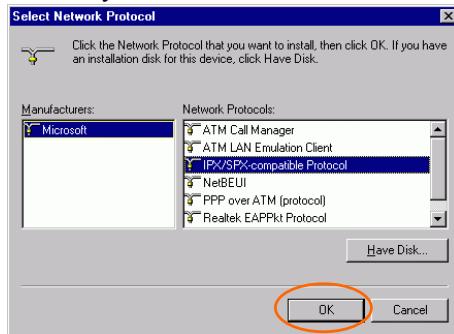 Select Network Protocol
Click the Network Protocol that you want to install, then click OK. If you have
an installation disk for this device, click Have Disk.
Manufacturers:
Microsoft
Network Protocols:
ATM Call Manager
ATM LAN Emulation Client
IPX/SPX-compatible Protocol
NetBEUI
PPP over ATM (protocol)
Realtek EAPPkt Protocol
Have Disk...
OK
Cancel